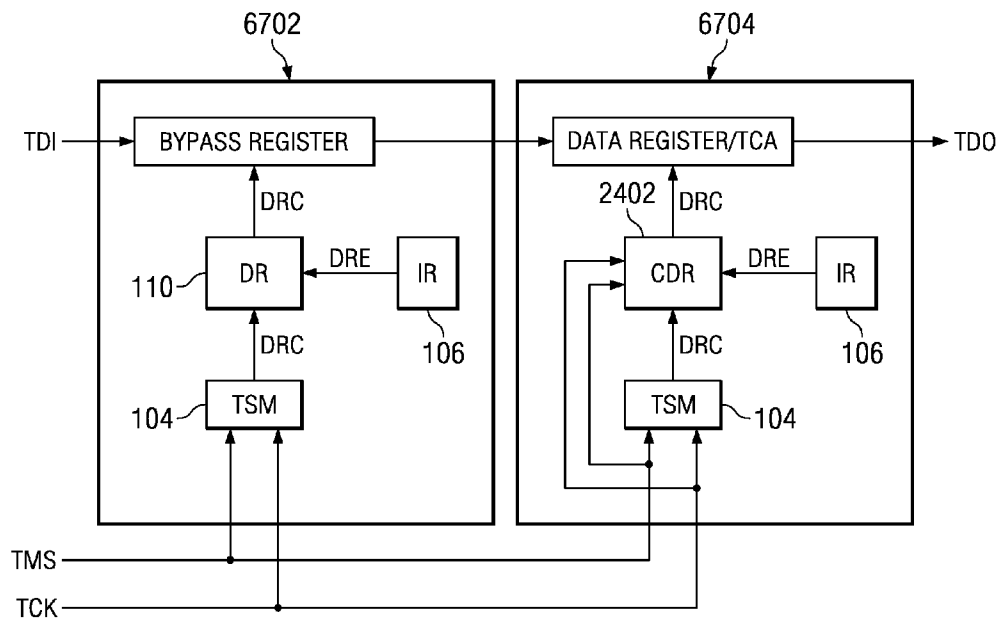 6702 6704
TDI BYPASS REGISTER DATA REGISTER/TCA TDO
DRC 2402 DRC
110 DR DRE IR CDR DRE IR
DRC 106 DRC 106
104 TSM TSM 104
TMS
TCK